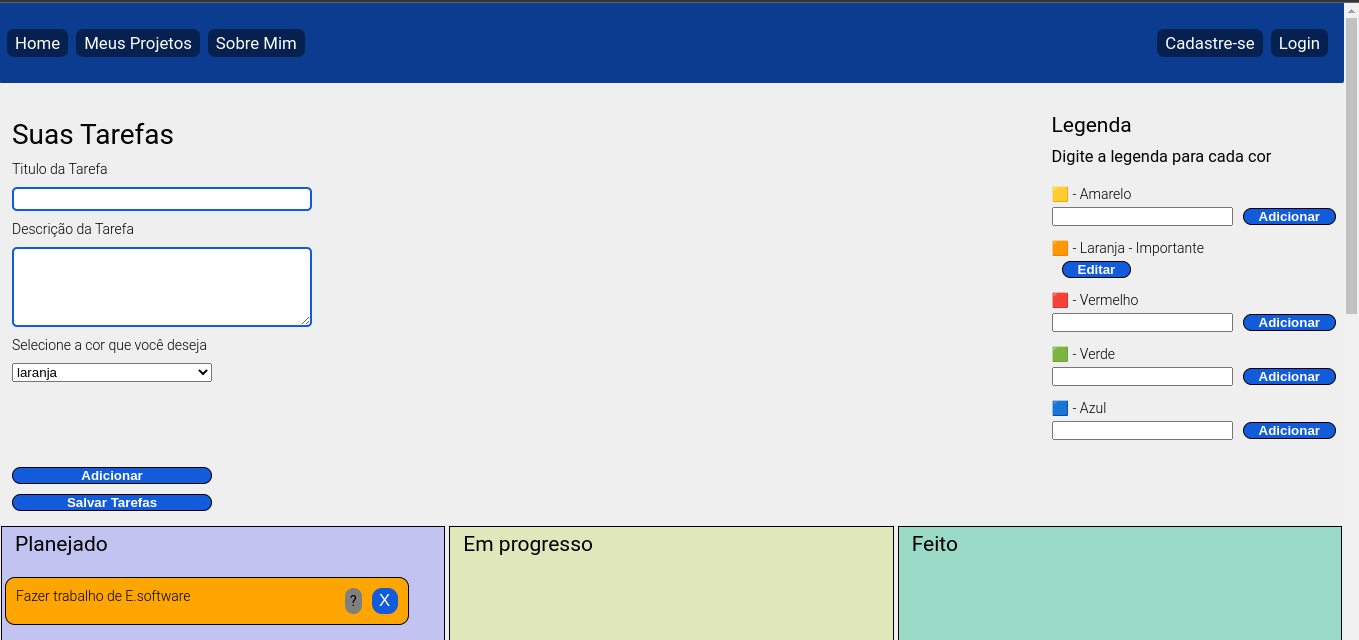 Home Meus Projetos Sobre Mim Cadastre-se Login
Suas Tarefas
Titulo da Tarefa
Descrição da Tarefa
Selecione a cor que você deseja
laranja
Adicionar
Salvar Tarefas
Legenda
Digite a legenda para cada cor
- Amarelo
Adicionar
- Laranja - Importante
Editar
- Vermelho
Adicionar
- Verde
Adicionar
- Azul
Adicionar
Planejado
Fazer trabalho de E.software ? X
Em progresso
Feito